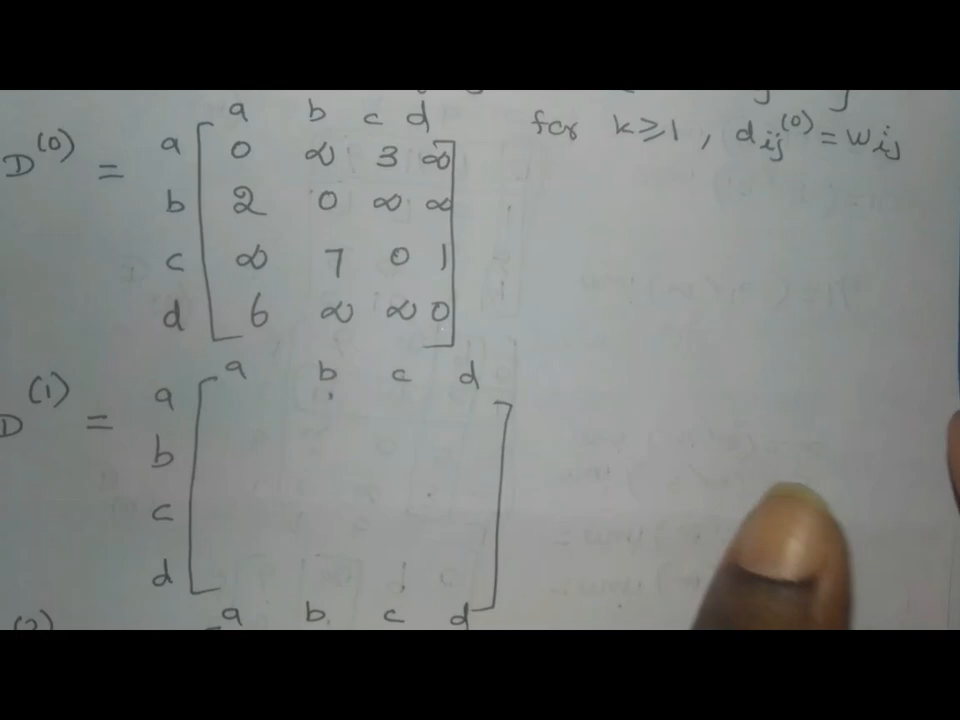 a b c d
for k≥1 , dij(0) = wij
D(0) = a 0 ∞ 3 ∞
b 2 0 ∞ ∞
c ∞ 7 0 1
d 6 ∞ ∞ 0
a b c d
D(1) = a
b
c
d
a b c d